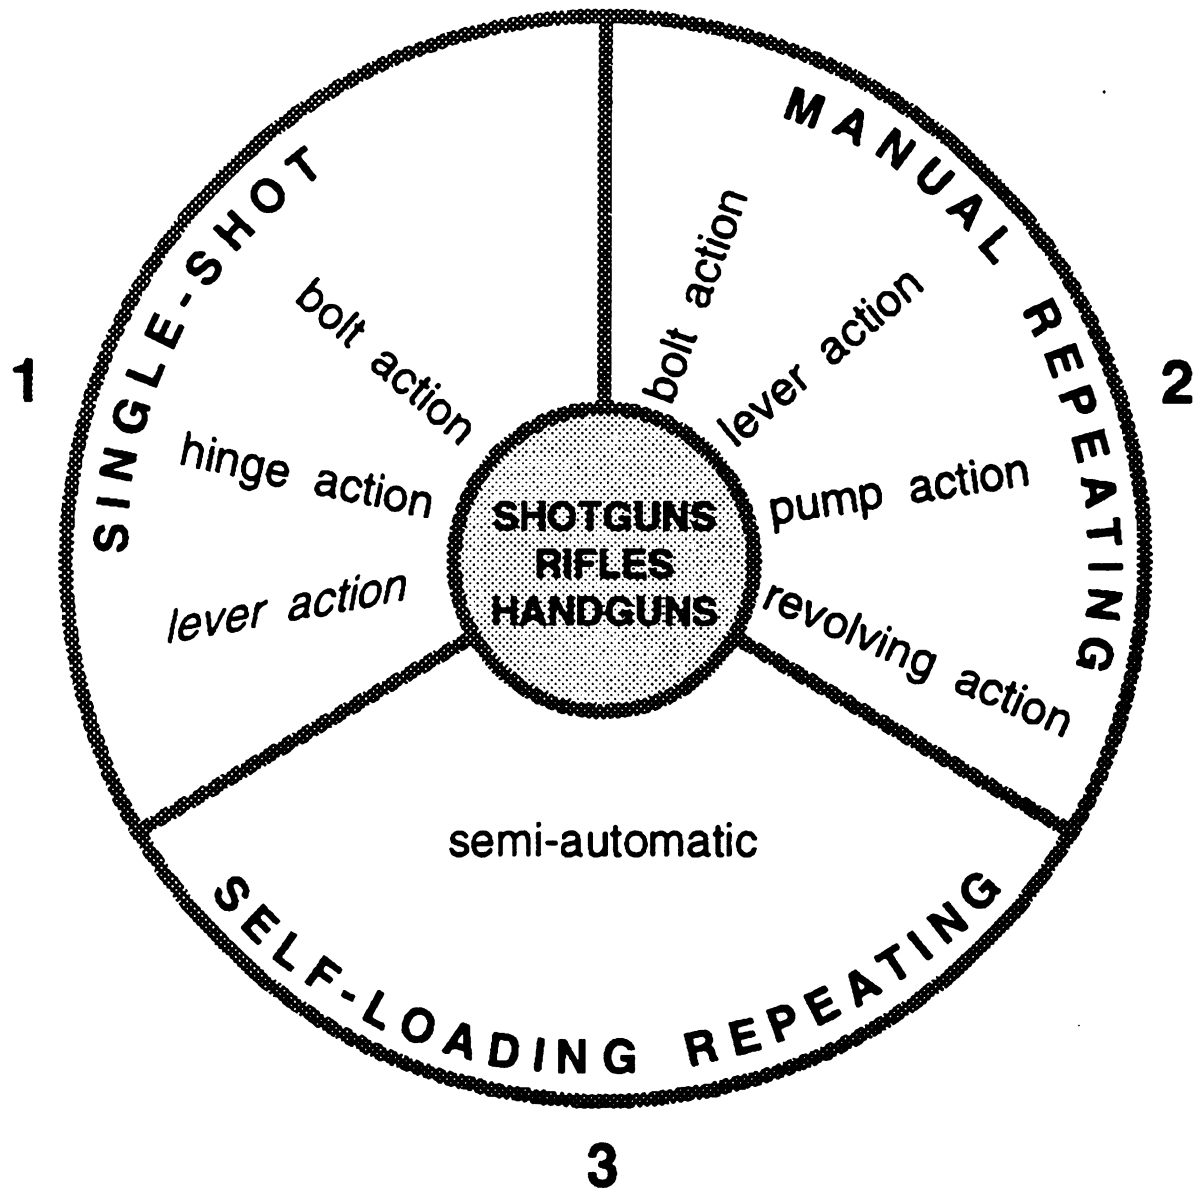 1
SINGLE-SHOT
bolt action
hinge action
lever action
2
MANUAL REPEATING
bolt action
lever action
pump action
revolving action
SHOTGUNS
RIFLES
HANDGUNS
semi-automatic
SELF-LOADING REPEATING
3